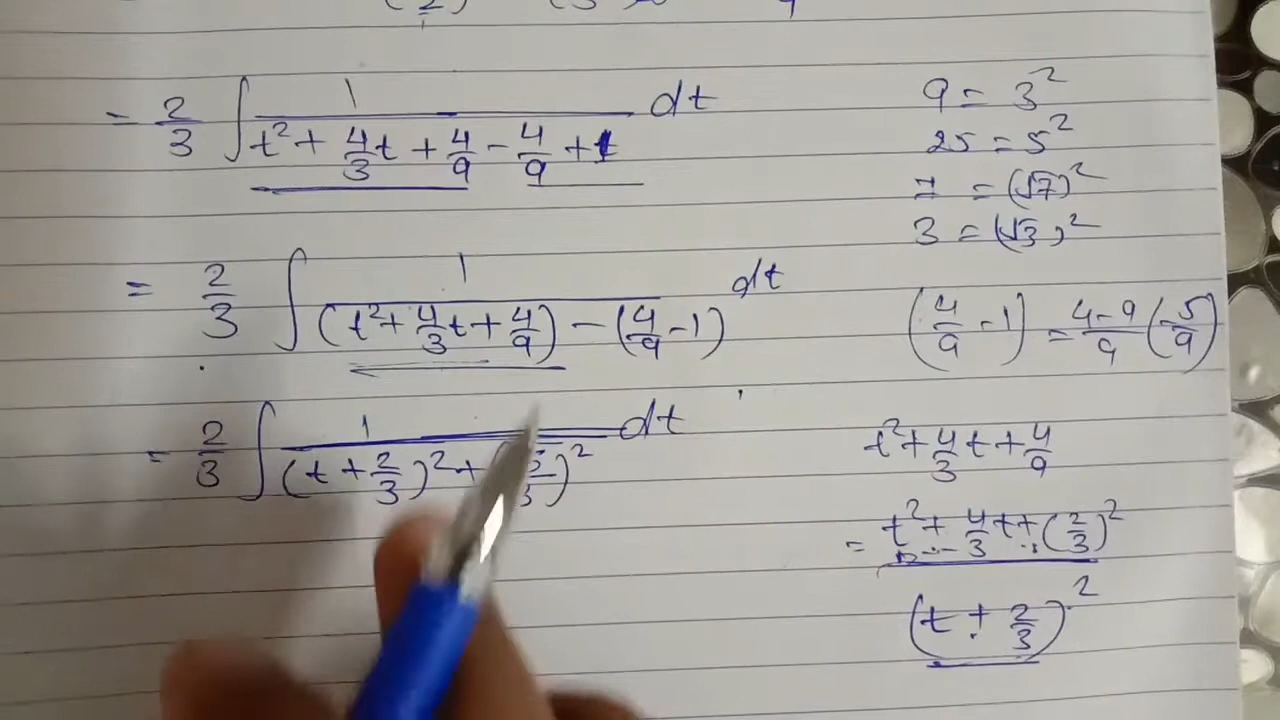 = 2/3 ∫ 1/(t² + 4/3 t + 4/9 - 4/9 + 1) dt
= 2/3 ∫ 1/((t² + 4/3 t + 4/9) - (4/9 - 1)) dt
= 2/3 ∫ 1/((t + 2/3)² + ( )²) dt
9 = 3²
25 = 5²
7 = (√7)²
3 = (√3)²
(4/9 - 1) = (4-9)/9 (-5/9)
t² + 4/3 t + 4/9
= t² + 4/3 t + (2/3)²
(t + 2/3)²